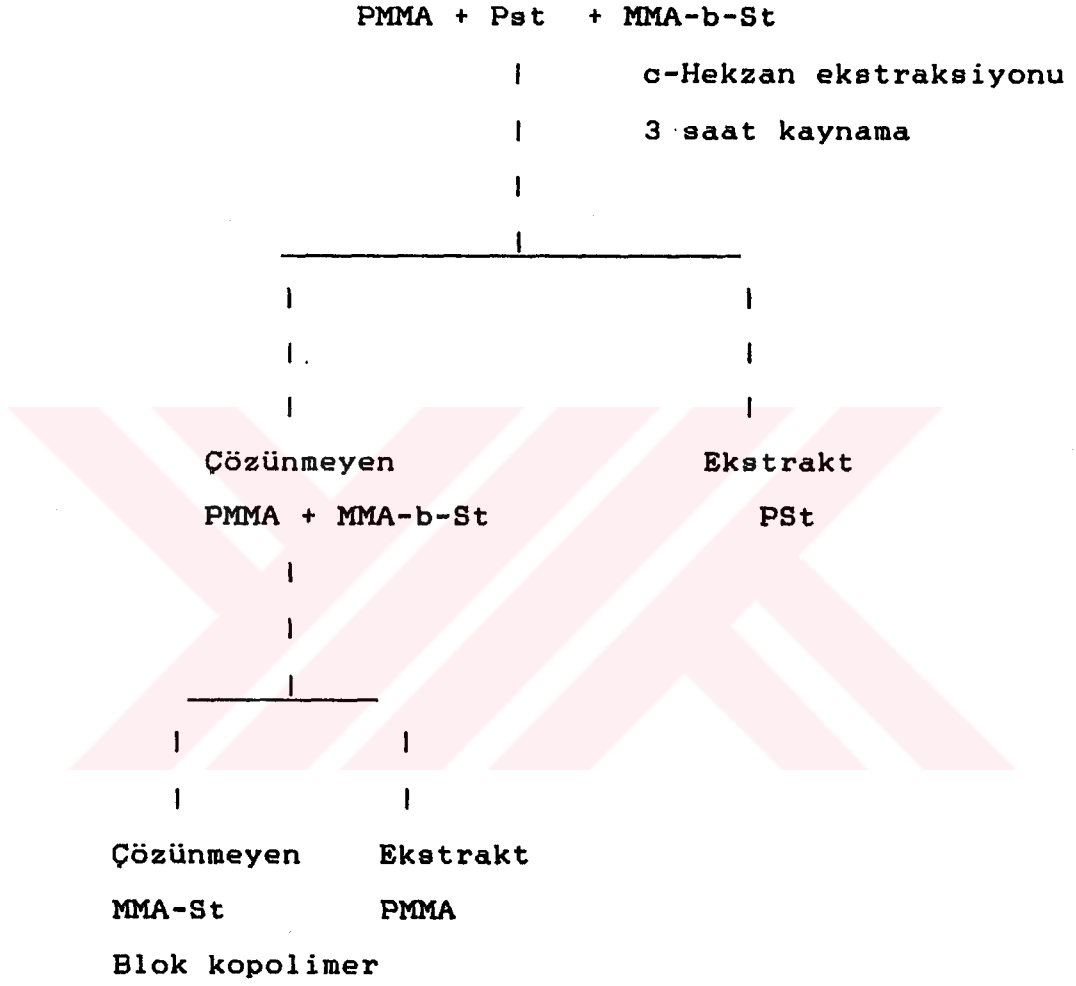 PMMA + Pst + MMA-b-St
c-Hekzan ekstraksiyonu
3 saat kaynama
Çözünmeyen Ekstrakt
PMMA + MMA-b-St PSt
Çözünmeyen Ekstrakt
MMA-St PMMA
Blok kopolimer